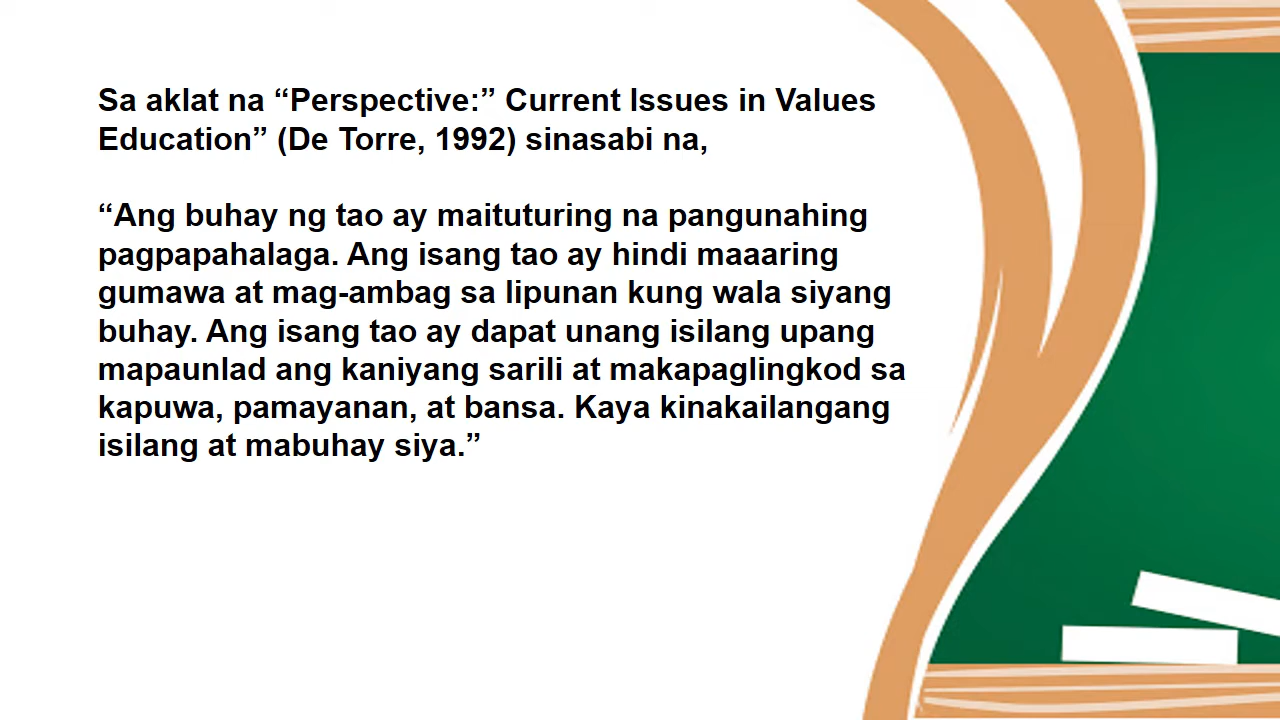 Sa aklat na “Perspective:” Current Issues in Values
Education” (De Torre, 1992) sinasabi na,
“Ang buhay ng tao ay maituturing na pangunahing
pagpapahalaga. Ang isang tao ay hindi maaaring
gumawa at mag-ambag sa lipunan kung wala siyang
buhay. Ang isang tao ay dapat unang isilang upang
mapaunlad ang kaniyang sarili at makapaglingkod sa
kapuwa, pamayanan, at bansa. Kaya kinakailangang
isilang at mabuhay siya.”